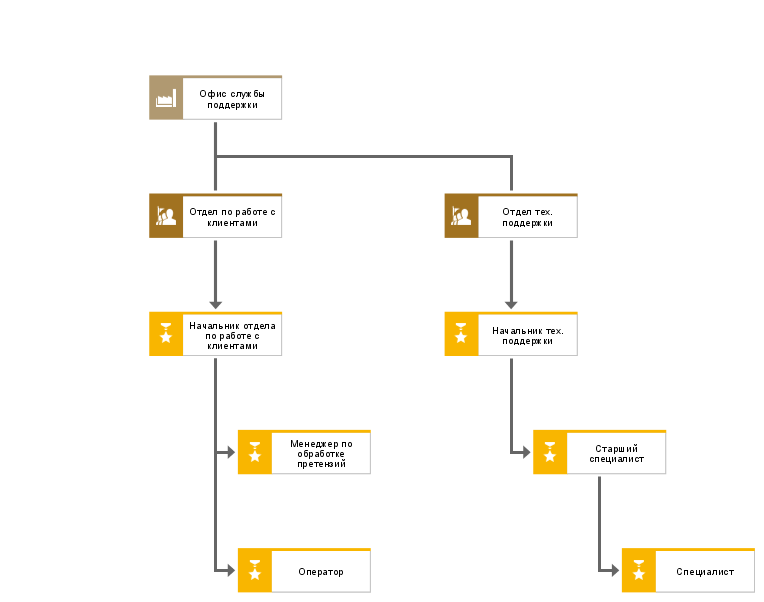 Офис службы
поддержки
Отдел по работе с
клиентами
Отдел тех.
поддержки
Начальник отдела
по работе с
клиентами
Начальник тех.
поддержки
Менеджер по
обработке
претензий
Старший
специалист
Оператор
Специалист